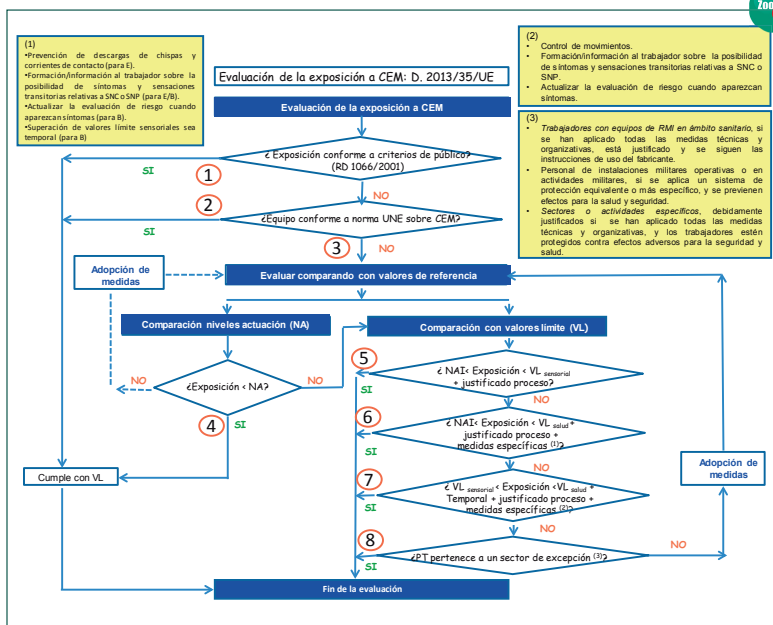 Zoo
(1)
•Prevención de descargas de chispas y
corrientes de contacto (para E).
•Formación/información al trabajador sobre la
posibilidad de síntomas y sensaciones
transitorias relativas a SNC o SNP (para E/B).
•Actualizar la evaluación de riesgo cuando
aparezcan síntomas (para B).
•Superación de valores límite sensoriales sea
temporal (para B)
(2)
• Control de movimientos.
• Formación/información al trabajador sobre la posibilidad
de síntomas y sensaciones transitorias relativas a SNC o
SNP.
• Actualizar la evaluación de riesgo cuando aparezcan
síntomas.
(3)
• Trabajadores con equipos de RMI en ámbito sanitario, si
se han aplicado todas las medidas técnicas y
organizativas, está justificado y se siguen las
instrucciones de uso del fabricante.
• Personal de instalaciones militares operativas o en
actividades militares, si se aplica un sistema de
protección equivalente o más específico, y se previenen
efectos para la salud y seguridad.
• Sectores o actividades específicos, debidamente
justificados si se han aplicado todas las medidas
técnicas y organizativas, y los trabajadores estén
protegidos contra efectos adversos para la seguridad y
salud.
Evaluación de la exposición a CEM: D. 2013/35/UE
Evaluación de la exposición a CEM
¿ Exposición conforme a criterios de público?
(RD 1066/2001)
SI
1
NO
2
¿Equipo conforme a norma UNE sobre CEM?
SI
3
NO
Adopción de
medidas
Evaluar comparando con valores de referencia
Comparación niveles actuación (NA)
Comparación con valores límite (VL)
¿Exposición < NA?
NO
NO
4
SI
5
¿ NAI< Exposición < VL sensorial
+ justificado proceso?
SI
NO
6
¿ NAI< Exposición < VL salud +
justificado proceso +
medidas específicas (1)?
SI
NO
7
¿ VL sensorial < Exposición <VL salud +
Temporal + justificado proceso +
medidas específicas (2)?
SI
NO
Cumple con VL
Adopción de
medidas
8
¿PT pertenece a un sector de excepción (3)?
NO
SI
Fin de la evaluación